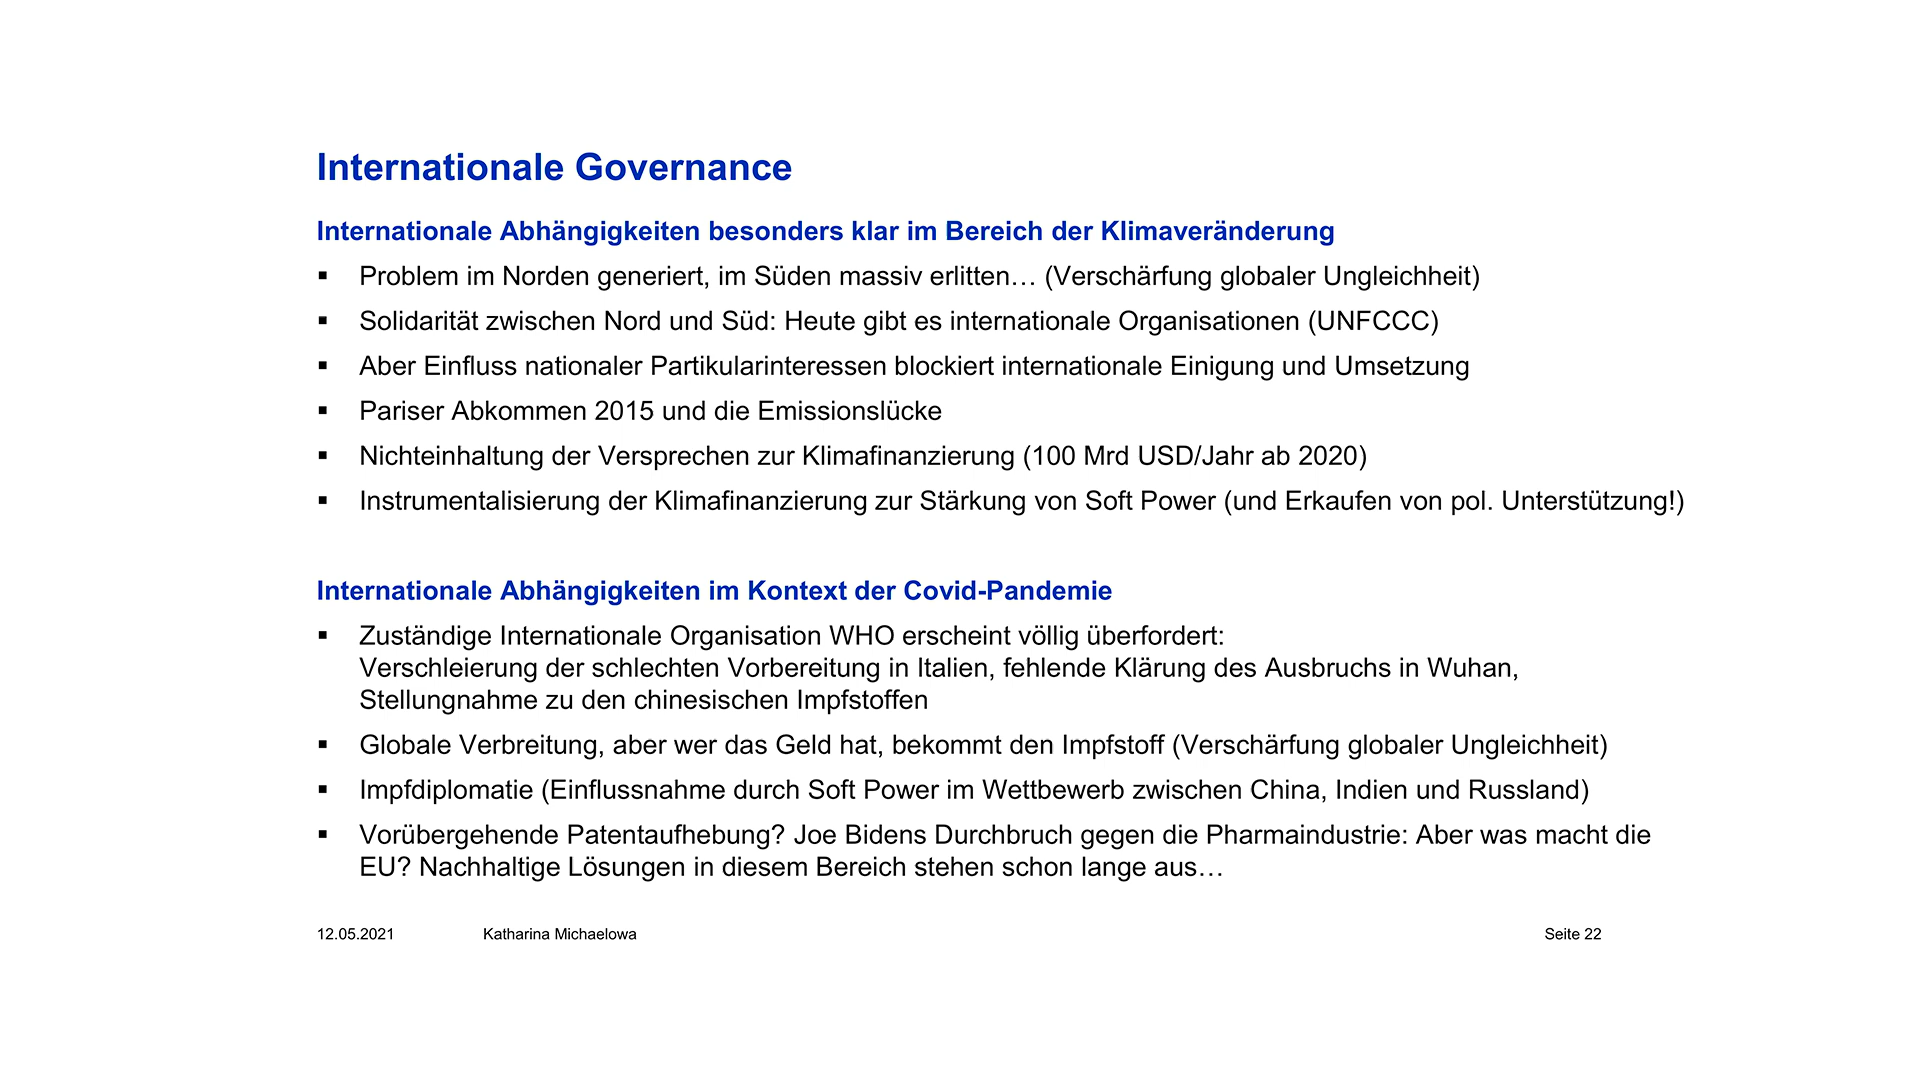 Internationale Governance
Internationale Abhängigkeiten besonders klar im Bereich der Klimaveränderung
▪ Problem im Norden generiert, im Süden massiv erlitten… (Verschärfung globaler Ungleichheit)
▪ Solidarität zwischen Nord und Süd: Heute gibt es internationale Organisationen (UNFCCC)
▪ Aber Einfluss nationaler Partikularinteressen blockiert internationale Einigung und Umsetzung
▪ Pariser Abkommen 2015 und die Emissionslücke
▪ Nichteinhaltung der Versprechen zur Klimafinanzierung (100 Mrd USD/Jahr ab 2020)
▪ Instrumentalisierung der Klimafinanzierung zur Stärkung von Soft Power (und Erkaufen von pol. Unterstützung!)
Internationale Abhängigkeiten im Kontext der Covid-Pandemie
▪ Zuständige Internationale Organisation WHO erscheint völlig überfordert:
Verschleierung der schlechten Vorbereitung in Italien, fehlende Klärung des Ausbruchs in Wuhan,
Stellungnahme zu den chinesischen Impfstoffen
▪ Globale Verbreitung, aber wer das Geld hat, bekommt den Impfstoff (Verschärfung globaler Ungleichheit)
▪ Impfdiplomatie (Einflussnahme durch Soft Power im Wettbewerb zwischen China, Indien und Russland)
▪ Vorübergehende Patentaufhebung? Joe Bidens Durchbruch gegen die Pharmaindustrie: Aber was macht die
EU? Nachhaltige Lösungen in diesem Bereich stehen schon lange aus…
12.05.2021 Katharina Michaelowa Seite 22